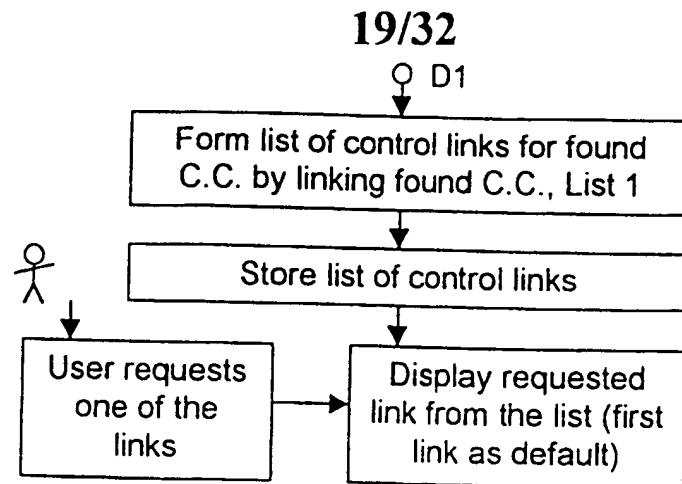 19/32
D1
Form list of control links for found
C.C. by linking found C.C., List 1
Store list of control links
User requests
one of the
links
Display requested
link from the list (first
link as default)